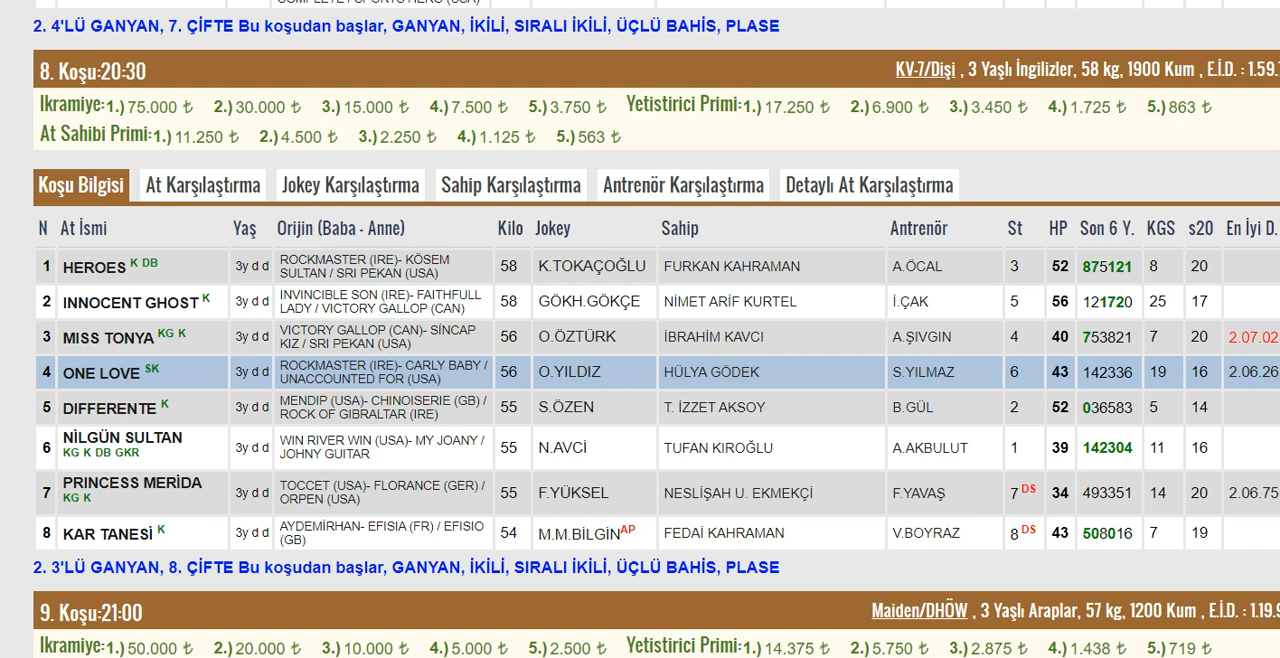 COMPLETE / SPORTS HERO (USA)
2. 4'LÜ GANYAN, 7. ÇİFTE Bu koşudan başlar, GANYAN, İKİLİ, SIRALI İKİLİ, ÜÇLÜ BAHİS, PLASE
8. Koşu:20:30 KV-7/Dişi , 3 Yaşlı İngilizler, 58 kg, 1900 Kum , E.İ.D. : 1.59.
Ikramiye:1.) 75.000 ₺ 2.) 30.000 ₺ 3.) 15.000 ₺ 4.) 7.500 ₺ 5.) 3.750 ₺ Yetistirici Primi:1.) 17.250 ₺ 2.) 6.900 ₺ 3.) 3.450 ₺ 4.) 1.725 ₺ 5.) 863 ₺
At Sahibi Primi:1.) 11.250 ₺ 2.) 4.500 ₺ 3.) 2.250 ₺ 4.) 1.125 ₺ 5.) 563 ₺
Koşu Bilgisi At Karşılaştırma Jokey Karşılaştırma Sahip Karşılaştırma Antrenör Karşılaştırma Detaylı At Karşılaştırma
N At İsmi Yaş Orijin (Baba - Anne) Kilo Jokey Sahip Antrenör St HP Son 6 Y. KGS s20 En İyi D.
1 HEROES K DB 3y d d ROCKMASTER (IRE)- KÖSEM SULTAN / SRI PEKAN (USA) 58 K.TOKAÇOĞLU FURKAN KAHRAMAN A.ÖCAL 3 52 875121 8 20
2 INNOCENT GHOST K 3y d d INVINCIBLE SON (IRE)- FAITHFULL LADY / VICTORY GALLOP (CAN) 58 GÖKH.GÖKÇE NİMET ARİF KURTEL İ.ÇAK 5 56 121720 25 17
3 MISS TONYA KG K 3y d d VICTORY GALLOP (CAN)- SİNCAP KIZ / SRI PEKAN (USA) 56 O.ÖZTÜRK İBRAHİM KAVCI A.ŞIVGIN 4 40 753821 7 20 2.07.02
4 ONE LOVE SK 3y d d ROCKMASTER (IRE)- CARLY BABY / UNACCOUNTED FOR (USA) 56 O.YILDIZ HÜLYA GÖDEK S.YILMAZ 6 43 142336 19 16 2.06.26
5 DIFFERENTE K 3y d d MENDIP (USA)- CHINOISERIE (GB) / ROCK OF GIBRALTAR (IRE) 55 S.ÖZEN T. İZZET AKSOY B.GÜL 2 52 036583 5 14
6 NİLGÜN SULTAN KG K DB GKR 3y d d WIN RIVER WIN (USA)- MY JOANY / JOHNY GUITAR 55 N.AVCİ TUFAN KIROĞLU A.AKBULUT 1 39 142304 11 16
7 PRINCESS MERİDA KG K 3y d d TOCCET (USA)- FLORANCE (GER) / ORPEN (USA) 55 F.YÜKSEL NESLİŞAH U. EKMEKÇİ F.YAVAŞ 7 DS 34 493351 14 20 2.06.75
8 KAR TANESİ K 3y d d AYDEMİRHAN- EFISIA (FR) / EFISIO (GB) 54 M.M.BİLGİN AP FEDAİ KAHRAMAN V.BOYRAZ 8 DS 43 508016 7 19
2. 3'LÜ GANYAN, 8. ÇİFTE Bu koşudan başlar, GANYAN, İKİLİ, SIRALI İKİLİ, ÜÇLÜ BAHİS, PLASE
9. Koşu:21:00 Maiden/DHÖW , 3 Yaşlı Araplar, 57 kg, 1200 Kum , E.İ.D. : 1.19.
Ikramiye:1.) 50.000 ₺ 2.) 20.000 ₺ 3.) 10.000 ₺ 4.) 5.000 ₺ 5.) 2.500 ₺ Yetistirici Primi:1.) 14.375 ₺ 2.) 5.750 ₺ 3.) 2.875 ₺ 4.) 1.438 ₺ 5.) 719 ₺